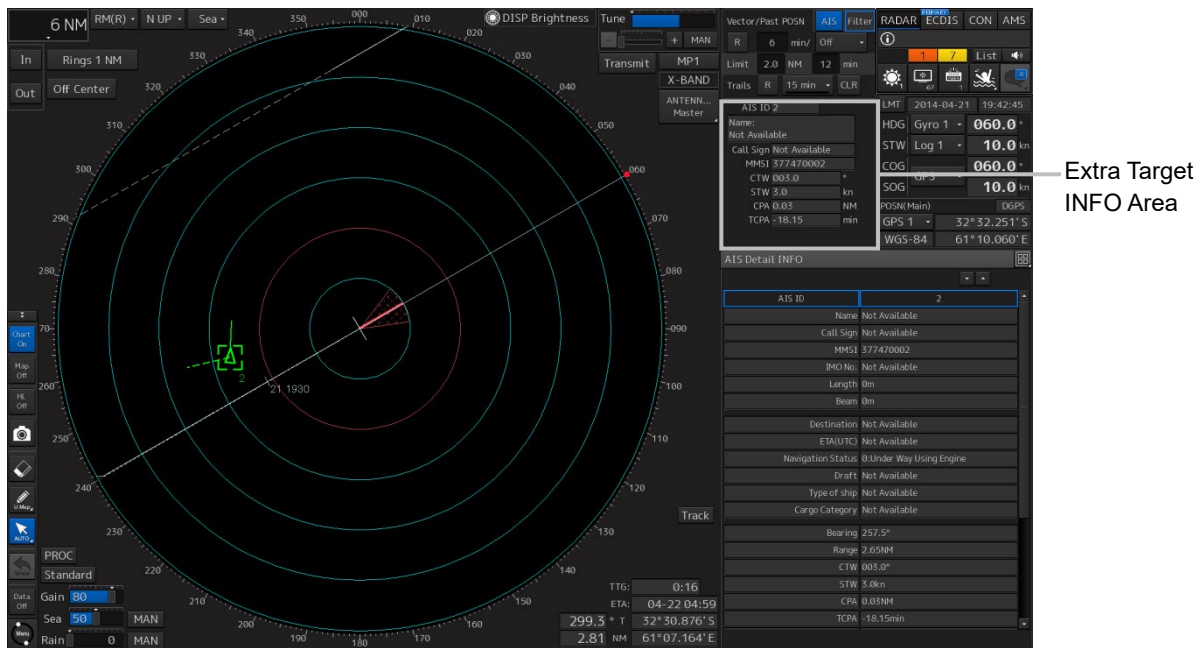 6 NM
RM(R)
N UP
Sea
DISP Brightness
Tune
- + MAN
Transmit
MP1
X-BAND
ANTENN...
Master
In
Out
Rings 1 NM
Off Center
350 000 010
340 020
330
320 040
310 050
300 060
290 070
280 080
70- 090
260 100
250 110
240 120
230 130
220 140
210 150
200 190 180 170 160
2
21 1930
Chart
On
Map
Off
HL
Off
U.Map
AUTO
Data
Off
Menu
PROC
Standard
Gain 80
Sea 50 MAN
Rain 0 MAN
Track
TTG: 0:16
ETA: 04-22 04:59
299.3 ° T 32°30.876'S
2.81 NM 61°07.164'E
Vector/Past POSN AIS Filter
R 6 min/ Off
Limit 2.0 NM 12 min
Trails R 15 min CLR
AIS ID 2
Name:
Not Available
Call Sign Not Available
MMSI 377470002
CTW 003.0 °
STW 3.0 kn
CPA 0.03 NM
TCPA -18.15 min
PRIMARY
RADAR ECDIS CON AMS
1 7 List
1 67 1
LMT 2014-04-21 19:42:45
HDG Gyro 1 060.0 °
STW Log 1 10.0 kn
COG 060.0 °
GPS
SOG 10.0 kn
POSN(Main) DGPS
GPS 1 32°32.251'S
WGS-84 61°10.060'E
Extra Target
INFO Area
AIS Detail INFO
AIS ID 2
Name Not Available
Call Sign Not Available
MMSI 377470002
IMO No. Not Available
Length 0m
Beam 0m
Destination Not Available
ETA(UTC) Not Available
Navigation Status 0:Under Way Using Engine
Draft Not Available
Type of ship Not Available
Cargo Category Not Available
Bearing 257.5°
Range 2.65NM
CTW 003.0°
STW 3.0kn
CPA 0.03NM
TCPA -18.15min